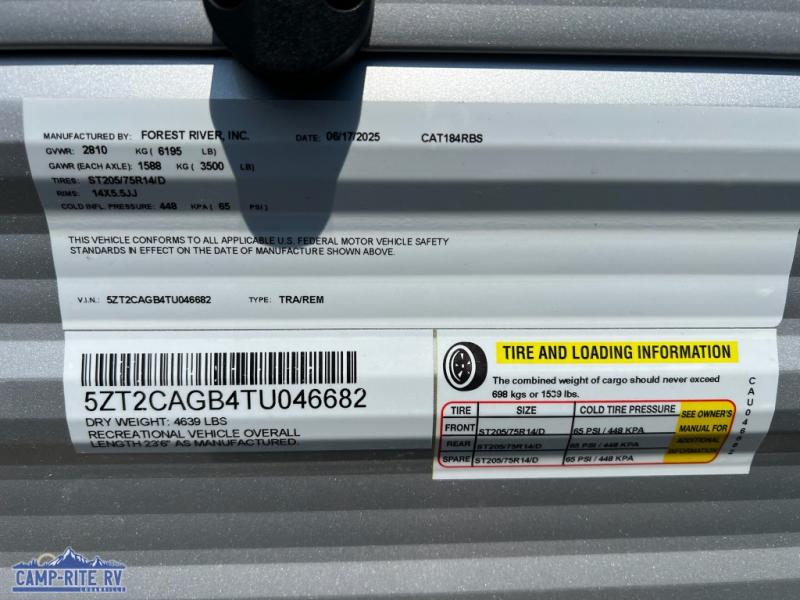 MANUFACTURED BY: FOREST RIVER, INC. DATE: 06/17/2025 CAT184RBS
GVWR: 2810 KG ( 6195 LB)
GAWR (EACH AXLE): 1588 KG ( 3500 LB)
TIRES: ST205/75R14/D
RIMS: 14X5.5JJ
COLD INFL. PRESSURE: 448 KPA ( 65 PSI )
THIS VEHICLE CONFORMS TO ALL APPLICABLE U.S. FEDERAL MOTOR VEHICLE SAFETY
STANDARDS IN EFFECT ON THE DATE OF MANUFACTURE SHOWN ABOVE.
V.I.N.: 5ZT2CAGB4TU046682 TYPE: TRA/REM
5ZT2CAGB4TU046682
DRY WEIGHT: 4639 LBS
RECREATIONAL VEHICLE OVERALL
LENGTH 23'6" AS MANUFACTURED.
TIRE AND LOADING INFORMATION
The combined weight of cargo should never exceed
698 kgs or 1539 lbs.
TIRE SIZE COLD TIRE PRESSURE
FRONT ST205/75R14/D 65 PSI / 448 KPA
REAR ST205/75R14/D 65 PSI / 448 KPA
SPARE ST205/75R14/D 65 PSI / 448 KPA
SEE OWNER'S
MANUAL FOR
ADDITIONAL
INFORMATION
CAU046682
CAMP-RITE RV
LOGANVILLE